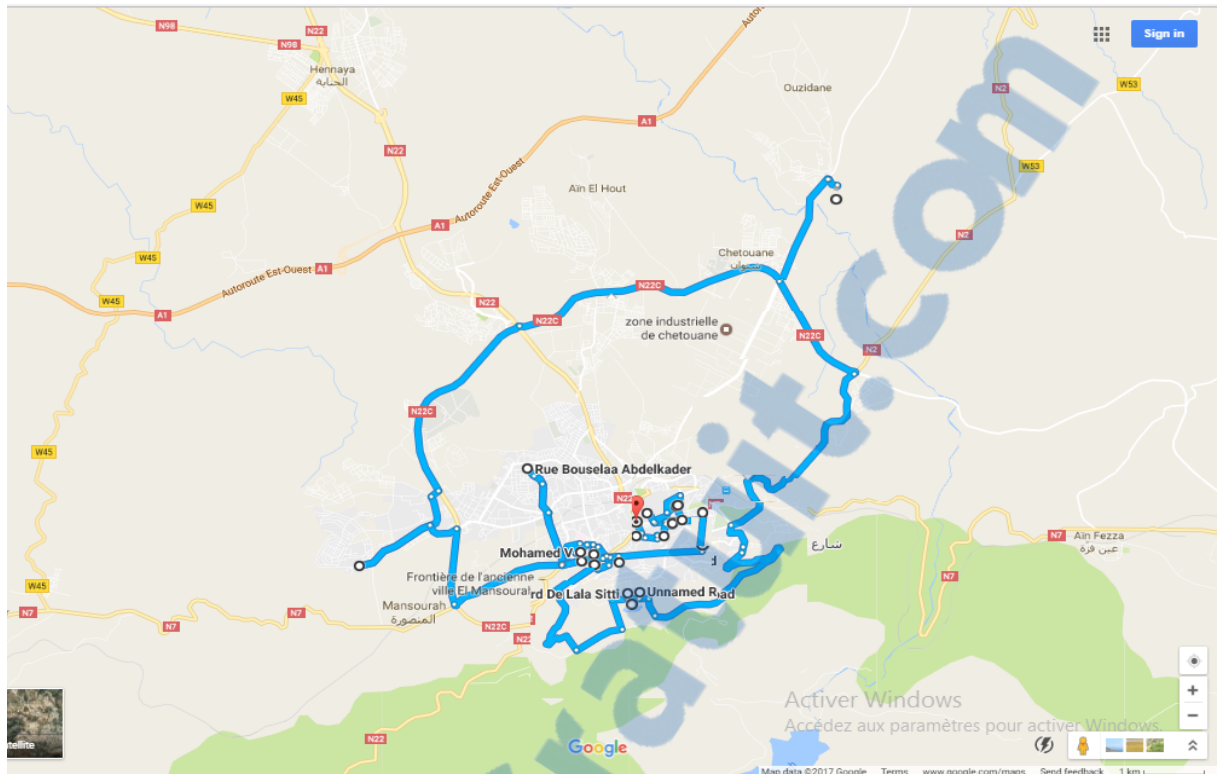 N98
N22
Sign in
N98
Hennaya
الحناية
Ouzidane
N2
W53
W45
A1
N22
W53
Autoroute Est-Ouest
Aïn El Hout
W45
A1
N2
W45
Chetouane
شتوان
Autoroute Est-Ouest
A1
N22C
W45
N22
A1
N22C
zone industrielle
de chetouane
N22C
N2
N22C
W45
Rue Bouselaa Abdelkader
N22
N7
شارع
Aïn Fezza
عين فزة
Mohamed V
Frontière de l'ancienne
ville El Mansourah
N7
W45
rd De Lala Sitti
Unnamed Road
Mansourah
المنصورة
N7
N7
N22C
N22
Activer Windows
Accédez aux paramètres pour activer Windows.
N22
Google
Map data ©2017 Google
Terms
www.google.com/maps
Send feedback
1 km